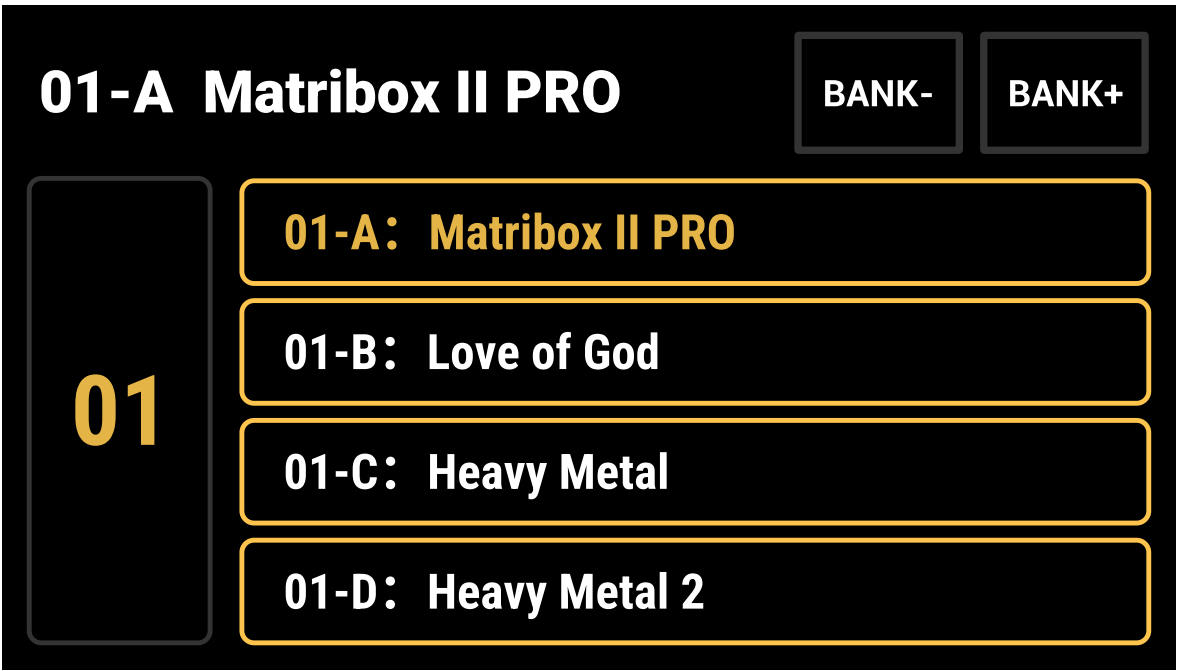 01-A Matribox II PRO
BANK-
BANK+
01
01-A：Matribox II PRO
01-B：Love of God
01-C：Heavy Metal
01-D：Heavy Metal 2